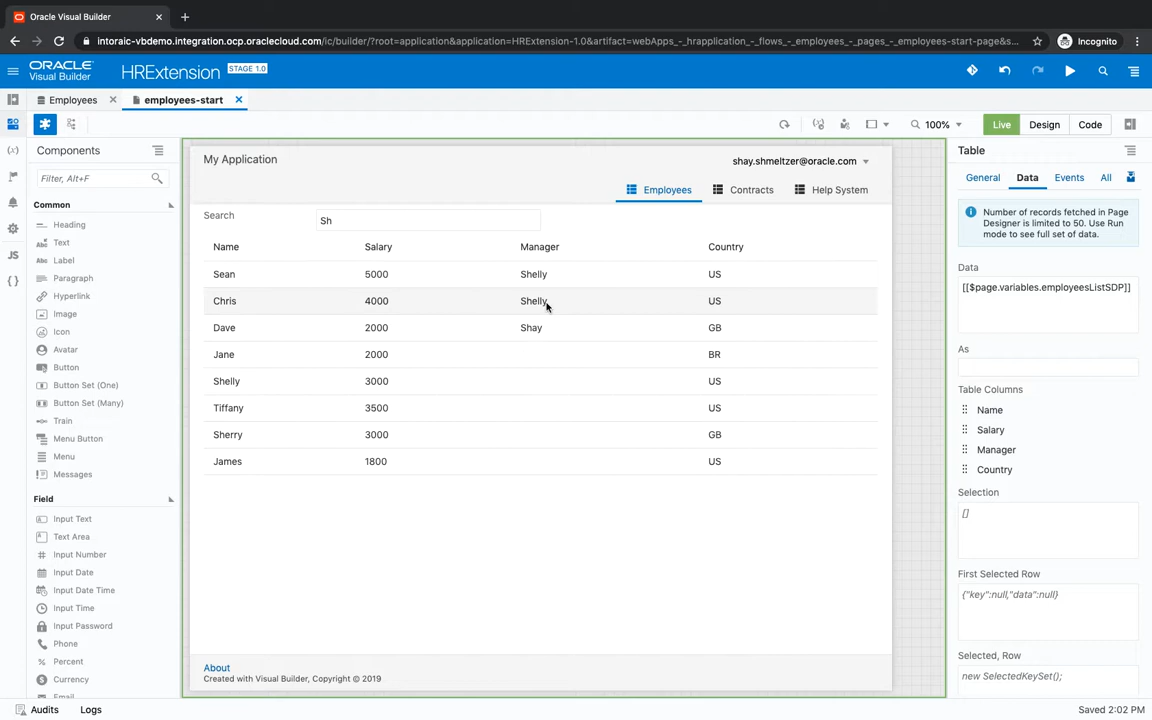 Oracle Visual Builder
intoraic-vbdemo.integration.ocp.oraclecloud.com/ic/builder/?root=application&application=HRExtension-1.0&artifact=webApps_-_hrapplication_-_flows_-_employees_-_pages_-_employees-start-page&s...
Incognito
ORACLE
Visual Builder
HRExtension
STAGE 1.0
Employees
employees-start
100%
Live
Design
Code
Components
Filter, Alt+F
Common
Heading
Text
Label
Paragraph
Hyperlink
Image
Icon
Avatar
Button
Button Set (One)
Button Set (Many)
Train
Menu Button
Menu
Messages
Field
Input Text
Text Area
Input Number
Input Date
Input Date Time
Input Time
Input Password
Phone
Percent
Currency
Email
My Application
shay.shmeltzer@oracle.com
Employees Contracts Help System
Search Sh
Name Salary Manager Country
Sean 5000 Shelly US
Chris 4000 Shelly US
Dave 2000 Shay GB
Jane 2000 BR
Shelly 3000 US
Tiffany 3500 US
Sherry 3000 GB
James 1800 US
About
Created with Visual Builder, Copyright © 2019
Table
General Data Events All
Number of records fetched in Page
Designer is limited to 50. Use Run
mode to see full set of data.
Data
[[$page.variables.employeesListSDP]]
As
Table Columns
Name
Salary
Manager
Country
Selection
[]
First Selected Row
{"key":null,"data":null}
Selected, Row
new SelectedKeySet();
Audits Logs
Saved 2:02 PM